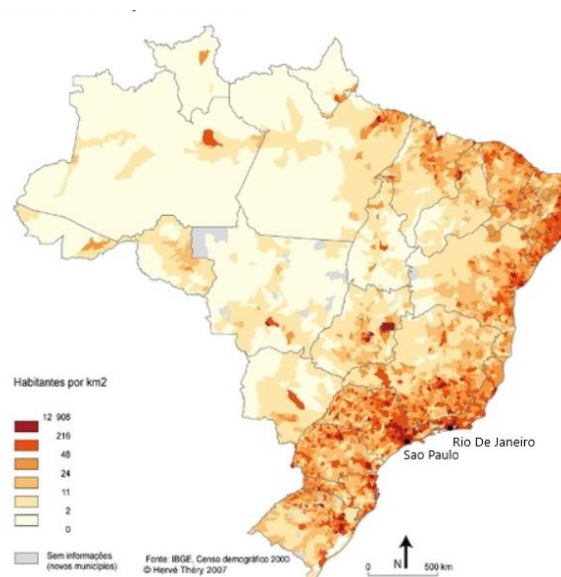 Habitantes por km2
12 908
216
48
24
11
2
0
Sem informações
(novos municípios)
Fonte: IBGE, Censo demográfico 2000
© Hervé Théry 2007
Rio De Janeiro
Sao Paulo
N
0 500 km